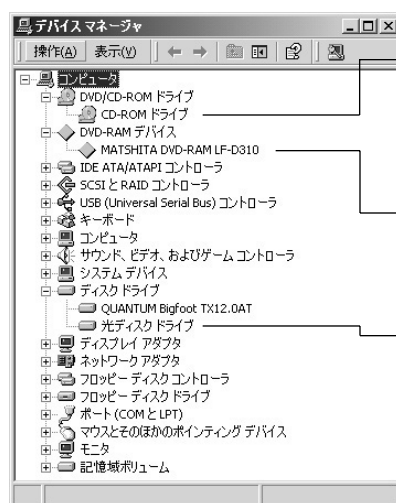 デバイス マネージャ
操作(A) 表示(V)
コンピュータ
DVD/CD-ROM ドライブ
CD-ROM ドライブ
DVD-RAM デバイス
MATSHITA DVD-RAM LF-D310
IDE ATA/ATAPI コントローラ
SCSI と RAID コントローラ
USB (Universal Serial Bus) コントローラ
キーボード
コンピュータ
サウンド、ビデオ、およびゲーム コントローラ
システム デバイス
ディスク ドライブ
QUANTUM Bigfoot TX12.0AT
光ディスク ドライブ
ディスプレイ アダプタ
ネットワーク アダプタ
フロッピー ディスク コントローラ
フロッピー ディスク ドライブ
ポート (COM と LPT)
マウスとそのほかのポインティング デバイス
モニタ
記憶域ボリューム